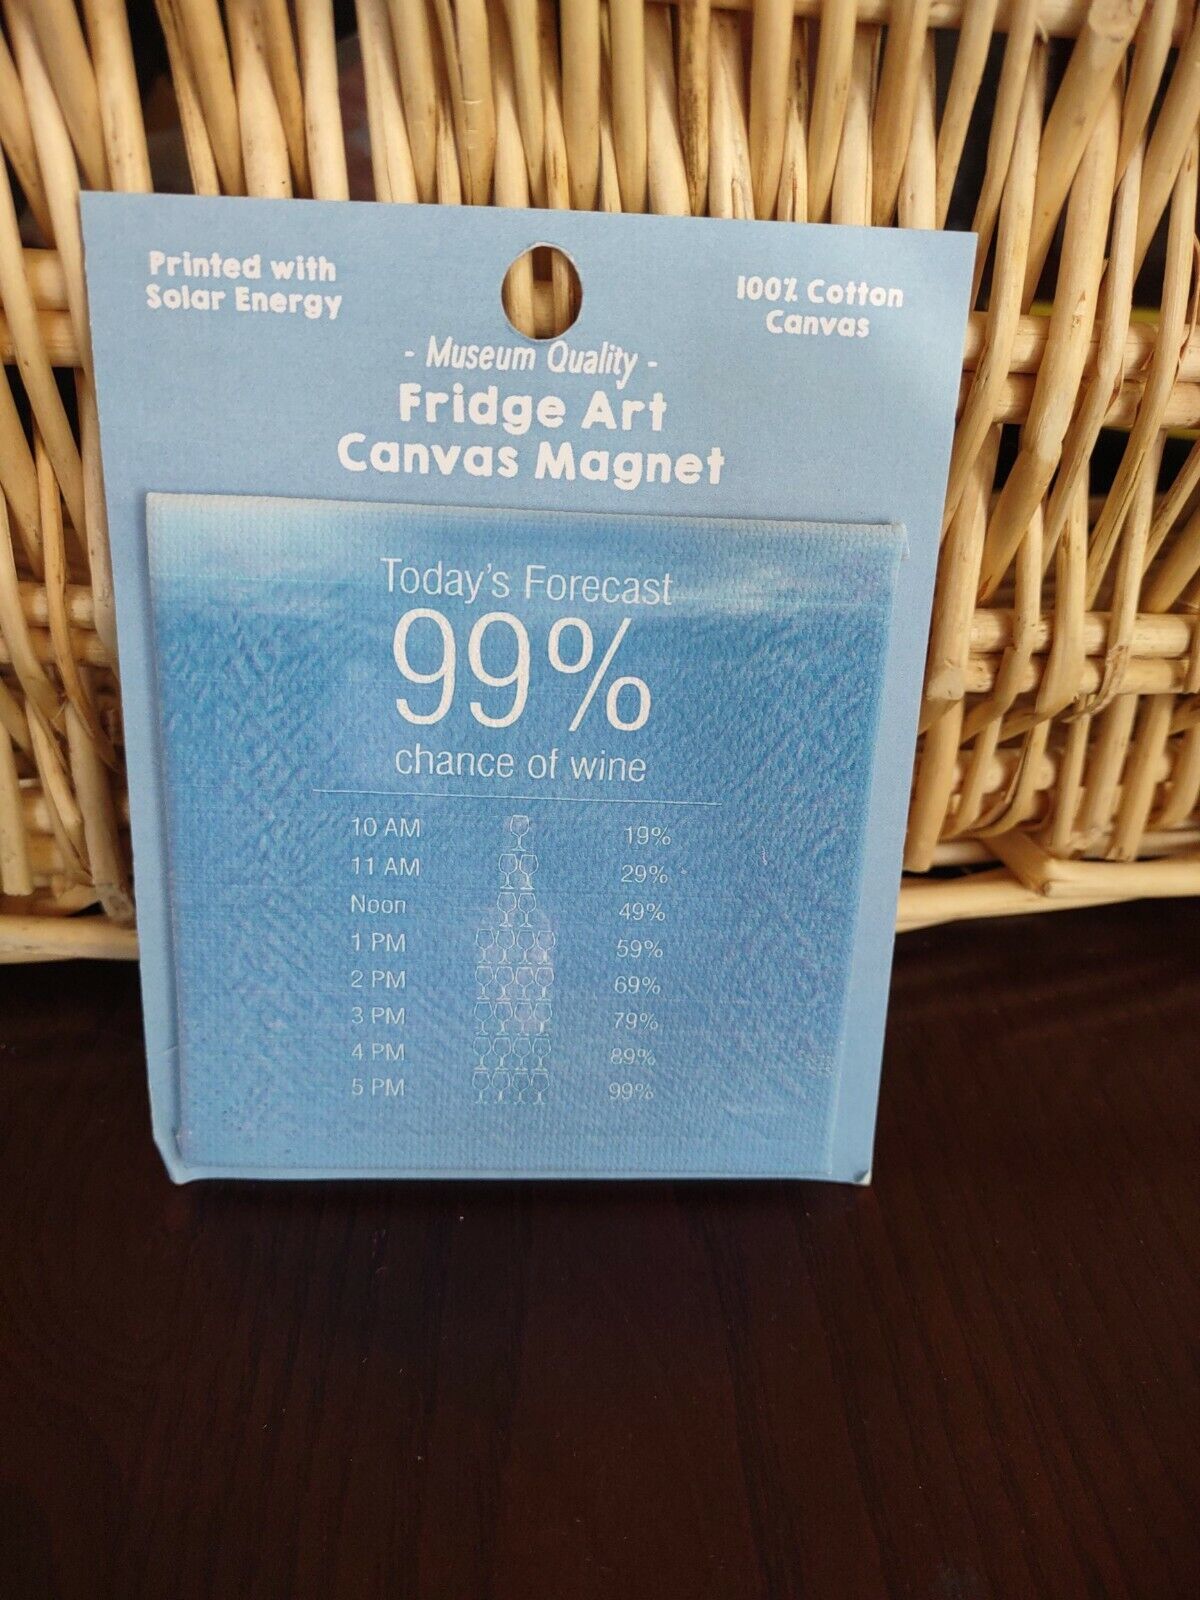 Printed with
Solar Energy
100% Cotton
Canvas
- Museum Quality -
Fridge Art
Canvas Magnet
Today's Forecast
99%
chance of wine
10 AM 19%
11 AM 29%
Noon 49%
1 PM 59%
2 PM 69%
3 PM 79%
4 PM 89%
5 PM 99%